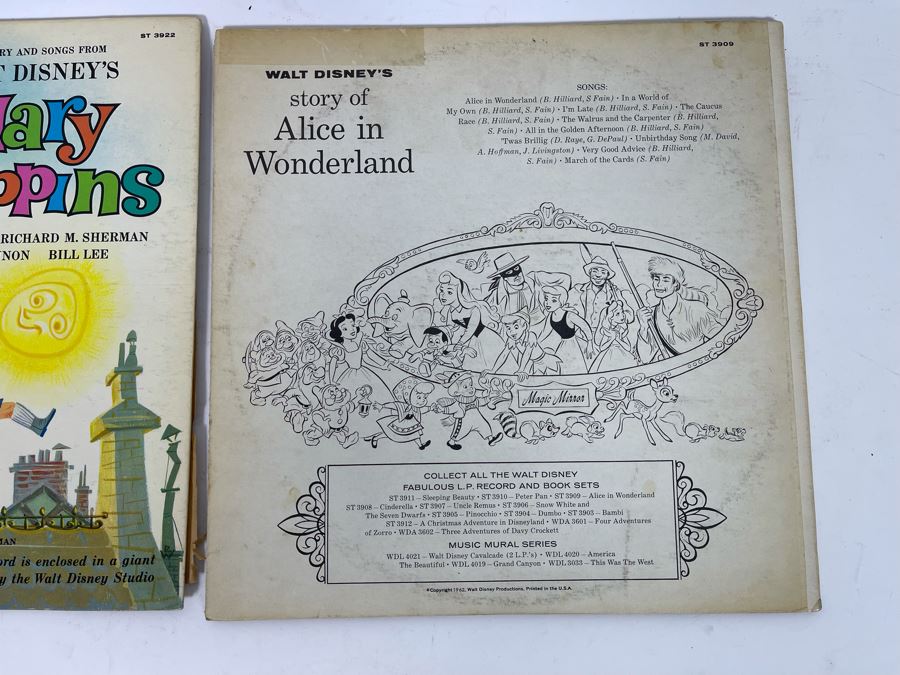 ST 3922
RY AND SONGS FROM
T DISNEY'S
ary
ppins
RICHARD M. SHERMAN
NON BILL LEE
MAN
ord is enclosed in a giant
y the Walt Disney Studio
ST 3909
WALT DISNEY'S
story of
Alice in
Wonderland
SONGS:
Alice in Wonderland (B. Hilliard, S Fain) • In a World of
My Own (B. Hilliard, S. Fain) • I'm Late (B. Hilliard, S. Fain) • The Caucus
Race (B. Hilliard, S. Fain) • The Walrus and the Carpenter (B. Hilliard,
S. Fain) • All in the Golden Afternoon (B. Hilliard, S. Fain)
'Twas Brillig (D. Raye, G. DePaul) • Unbirthday Song (M. David,
A. Hoffman, J. Livingston) • Very Good Advice (B. Hilliard,
S. Fain) • March of the Cards (S. Fain)
Magic Mirror
COLLECT ALL THE WALT DISNEY
FABULOUS L.P. RECORD AND BOOK SETS
ST 3911 — Sleeping Beauty • ST 3910 — Peter Pan • ST 3909 — Alice in Wonderland
ST 3908 — Cinderella • ST 3907 — Uncle Remus • ST 3906 — Snow White and
The Seven Dwarfs • ST 3905 — Pinocchio • ST 3904 — Dumbo • ST 3903 — Bambi
ST 3912 — A Christmas Adventure in Disneyland • WDA 3601 — Four Adventures
of Zorro • WDA 3602 — Three Adventures of Davy Crockett
MUSIC MURAL SERIES
WDL 4021 — Walt Disney Cavalcade (2 L.P.'s) • WDL 4020 — America
The Beautiful • WDL 4019 — Grand Canyon • WDL 3033 — This Was The West
©Copyright 1962, Walt Disney Productions, Printed in the U.S.A.